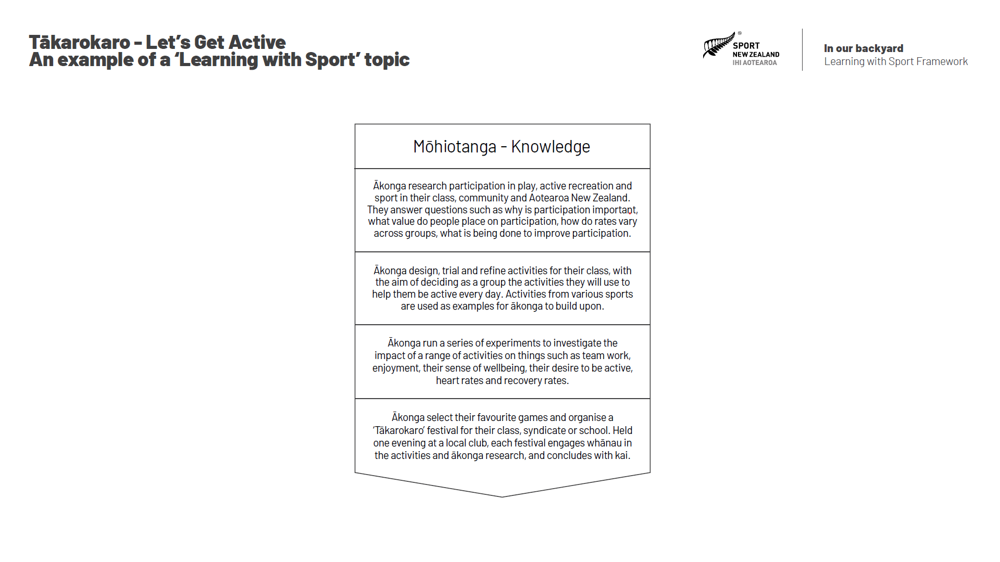 Tākarokaro - Let’s Get Active
An example of a ‘Learning with Sport’ topic
SPORT
NEW ZEALAND
IHI AOTEAROA
TM
In our backyard
Learning with Sport Framework
Mōhiotanga - Knowledge
Ākonga research participation in play, active recreation and
sport in their class, community and Aotearoa New Zealand.
They answer questions such as why is participation important,
what value do people place on participation, how do rates vary
across groups, what is being done to improve participation.
Ākonga design, trial and refine activities for their class, with
the aim of deciding as a group the activities they will use to
help them be active every day. Activities from various sports
are used as examples for ākonga to build upon.
Ākonga run a series of experiments to investigate the
impact of a range of activities on things such as team work,
enjoyment, their sense of wellbeing, their desire to be active,
heart rates and recovery rates.
Ākonga select their favourite games and organise a
‘Tākarokaro’ festival for their class, syndicate or school. Held
one evening at a local club, each festival engages whānau in
the activities and ākonga research, and concludes with kai.